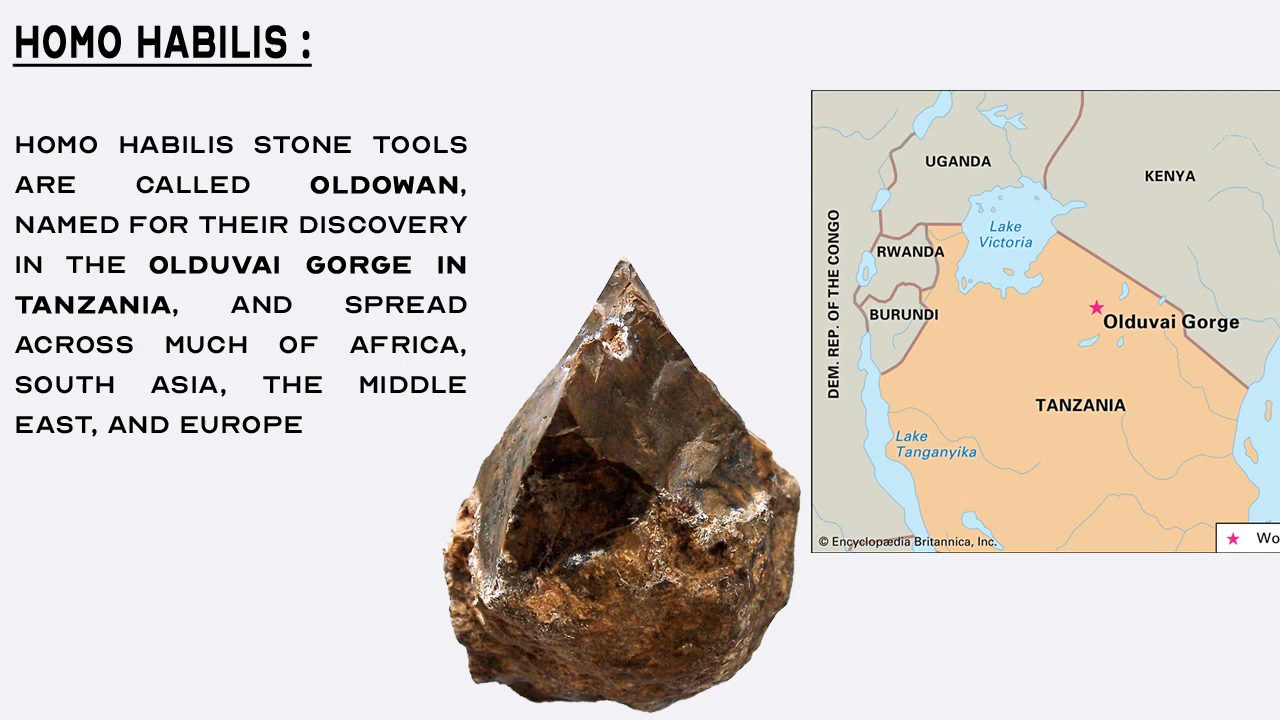 HOMO HABILIS :
HOMO HABILIS STONE TOOLS
ARE CALLED OLDOWAN,
NAMED FOR THEIR DISCOVERY
IN THE OLDUVAI GORGE IN
TANZANIA, AND SPREAD
ACROSS MUCH OF AFRICA,
SOUTH ASIA, THE MIDDLE
EAST, AND EUROPE
UGANDA
KENYA
DEM. REP. OF THE CONGO
Lake
Victoria
RWANDA
BURUNDI
Olduvai Gorge
TANZANIA
Lake
Tanganyika
© Encyclopædia Britannica, Inc.
Wo